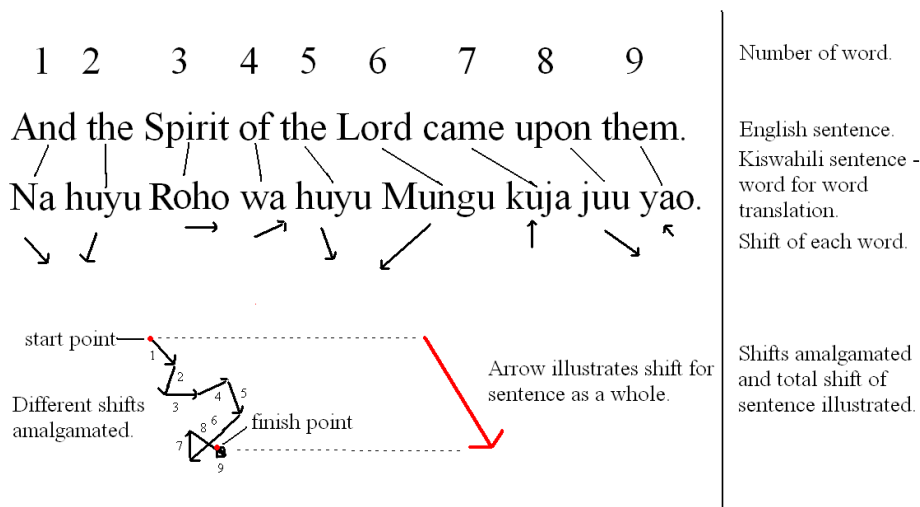 1 2 3 4 5 6 7 8 9
Number of word.
And the Spirit of the Lord came upon them.
English sentence.
Na huyu Roho wa huyu Mungu kuja juu yao.
Kiswahili sentence -
word for word
translation.
Shift of each word.
start point
1
2
3
4
5
6
7
8
9
Different shifts
amalgamated.
finish point
Arrow illustrates shift for
sentence as a whole.
Shifts amalgamated
and total shift of
sentence illustrated.